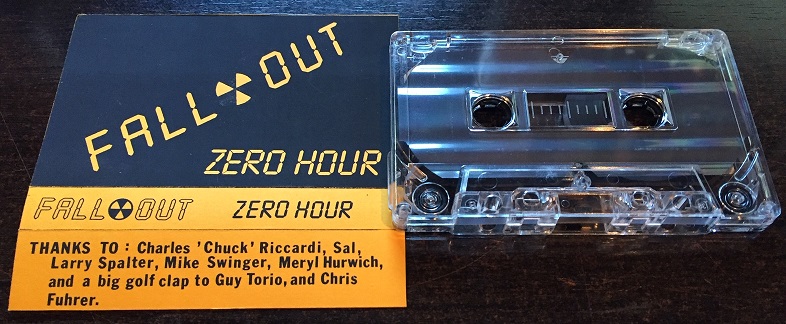 FALL OUT
ZERO HOUR
FALL OUT ZERO HOUR
THANKS TO : Charles 'Chuck' Riccardi, Sal,
Larry Spalter, Mike Swinger, Meryl Hurwich,
and a big golf clap to Guy Torio, and Chris
Fuhrer.